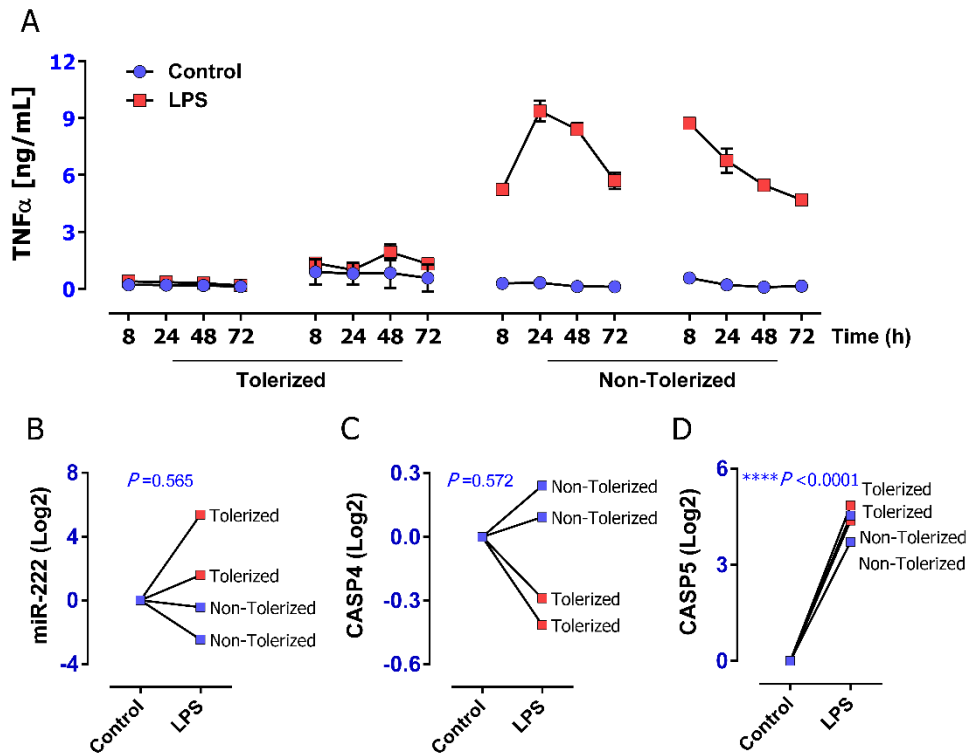 A
TNFα [ng/mL]
12
9
6
3
0
Control
LPS
8 24 48 72 8 24 48 72 8 24 48 72 8 24 48 72 Time (h)
Tolerized Non-Tolerized
B
miR-222 (Log2)
8
4
0
-4
P=0.565
Tolerized
Tolerized
Non-Tolerized
Non-Tolerized
Control LPS
C
CASP4 (Log2)
0.3
0.0
-0.3
-0.6
P=0.572
Non-Tolerized
Non-Tolerized
Tolerized
Tolerized
Control LPS
D
CASP5 (Log2)
6
3
0
****P<0.0001
Tolerized
Tolerized
Non-Tolerized
Non-Tolerized
Control LPS